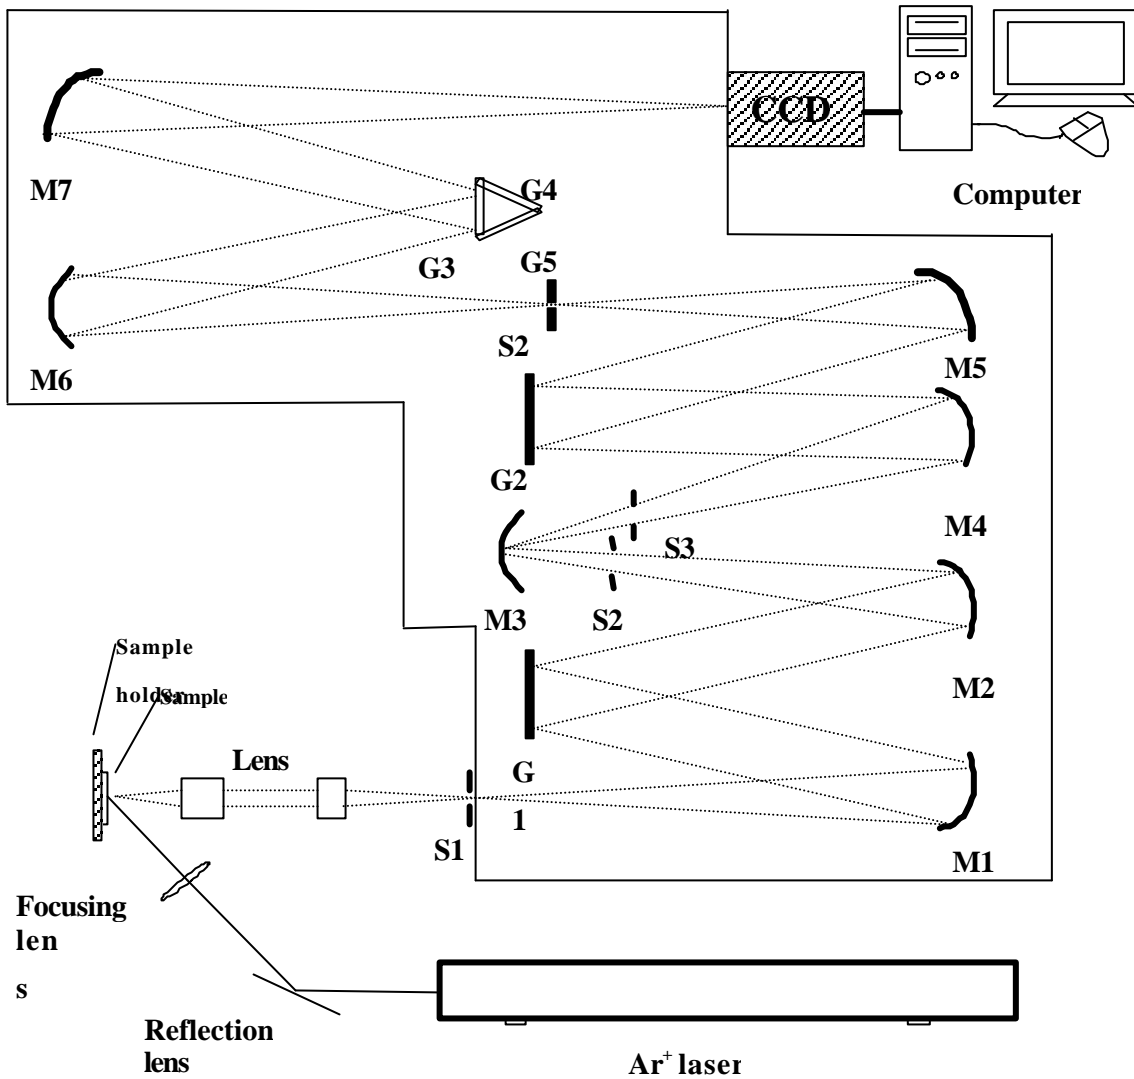 CCD
M7
G4
Computer
G3
G5
S2
M5
M6
G2
M4
S3
M3
S2
Sample
holder
Sample
M2
Lens
G
1
S1
M1
Focusing
len
s
Reflection
lens
Ar+ laser